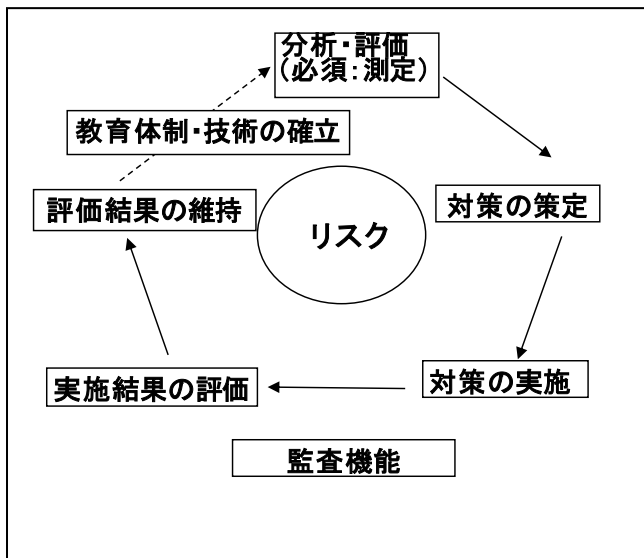 分析・評価
（必須：測定）
教育体制・技術の確立
評価結果の維持
対策の策定
リスク
実施結果の評価
対策の実施
監査機能